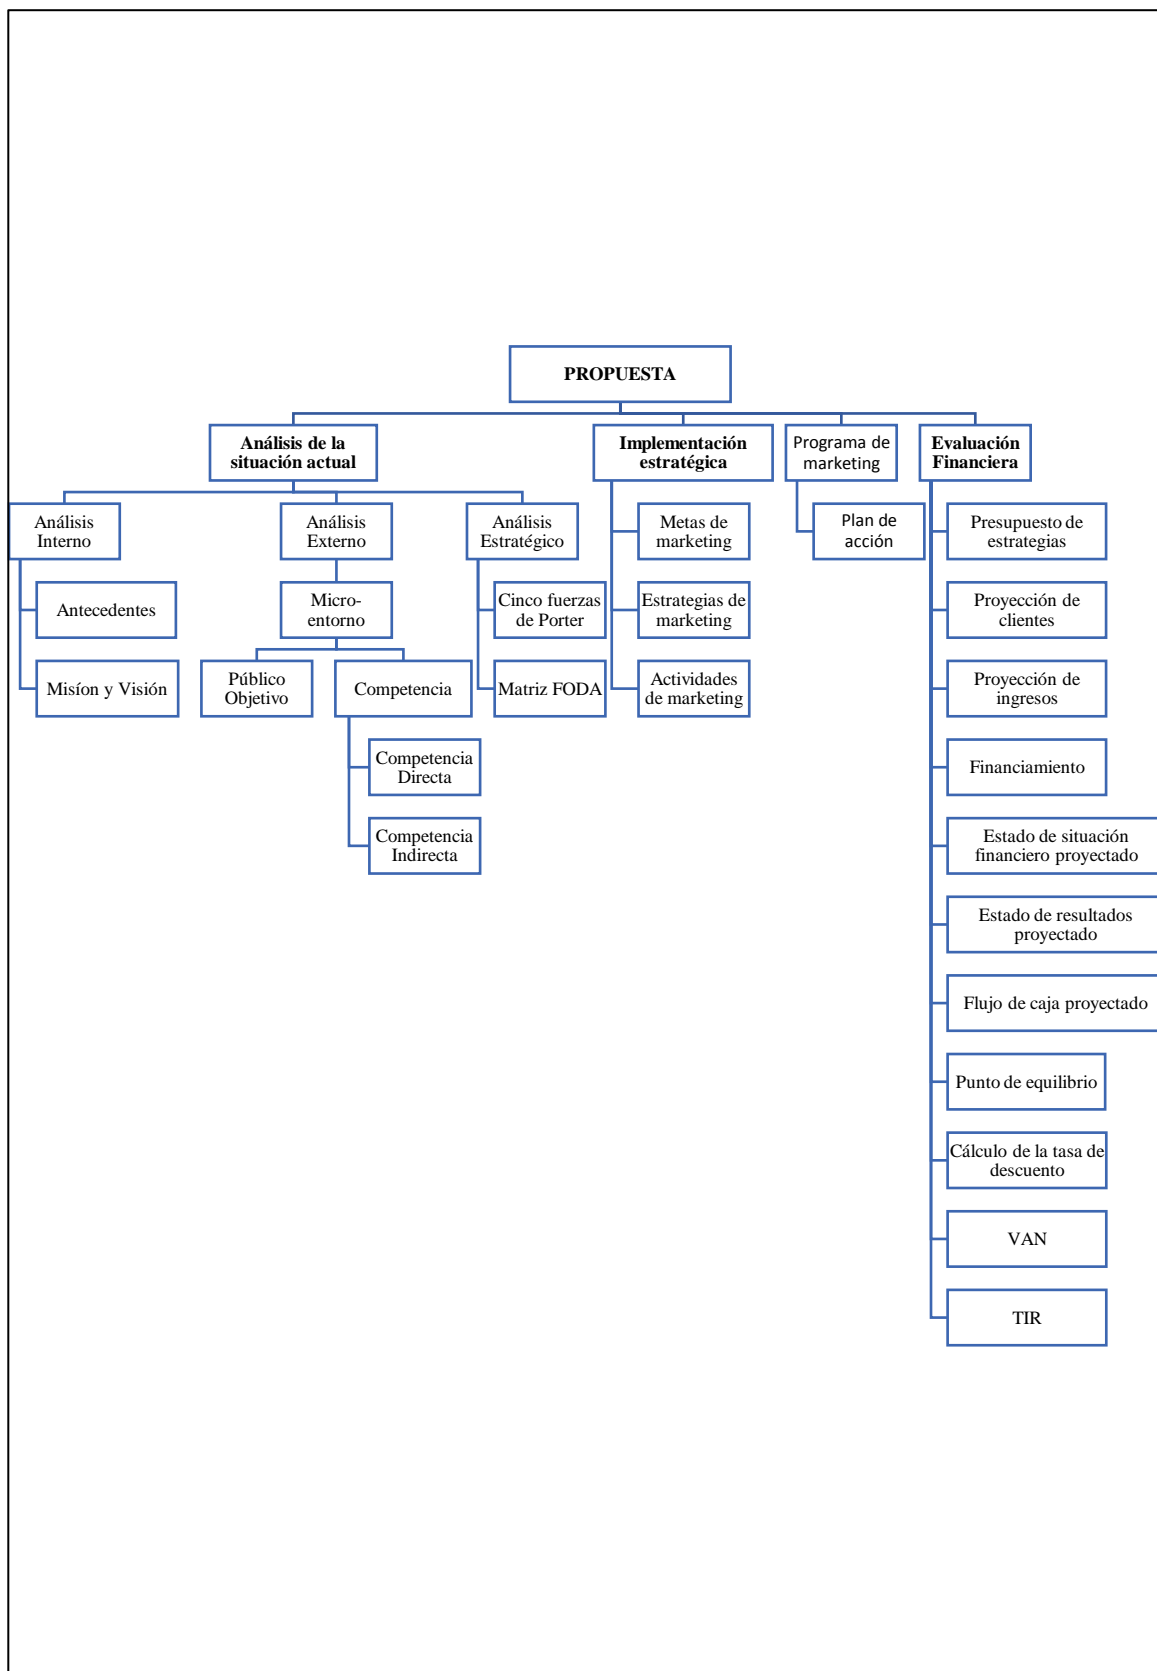 PROPUESTA
Análisis de la
situación actual
Análisis
Interno
Antecedentes
Misíon y Visión
Análisis
Externo
Micro-
entorno
Público
Objetivo
Competencia
Competencia
Directa
Competencia
Indirecta
Análisis
Estratégico
Cinco fuerzas
de Porter
Matriz FODA
Implementación
estratégica
Metas de
marketing
Estrategias de
marketing
Actividades
de marketing
Programa de
marketing
Plan de
acción
Evaluación
Financiera
Presupuesto de
estrategias
Proyección de
clientes
Proyección de
ingresos
Financiamiento
Estado de situación
financiero proyectado
Estado de resultados
proyectado
Flujo de caja proyectado
Punto de equilibrio
Cálculo de la tasa de
descuento
VAN
TIR